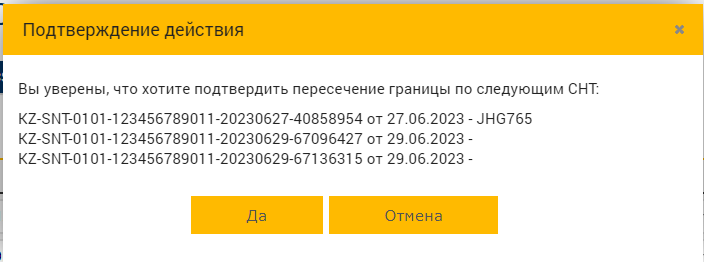 Подтверждение действия
Вы уверены, что хотите подтвердить пересечение границы по следующим СНТ:
KZ-SNT-0101-123456789011-20230627-40858954 от 27.06.2023 - JHG765
KZ-SNT-0101-123456789011-20230629-67096427 от 29.06.2023 -
KZ-SNT-0101-123456789011-20230629-67136315 от 29.06.2023 -
Да Отмена